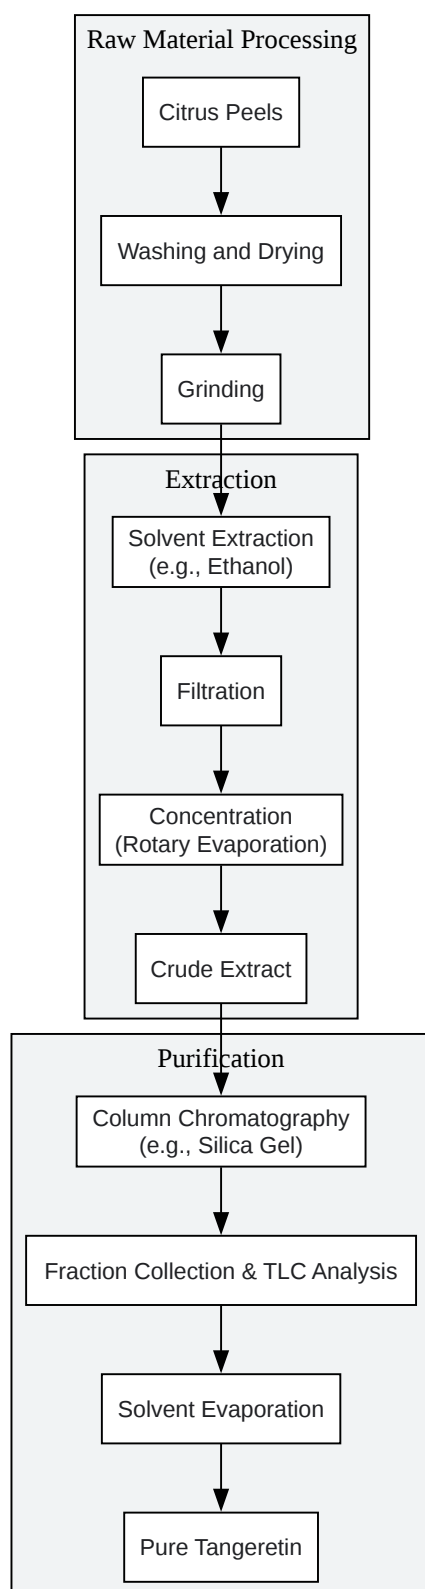 Raw Material Processing
Citrus Peels
Washing and Drying
Grinding
Extraction
Solvent Extraction
(e.g., Ethanol)
Filtration
Concentration
(Rotary Evaporation)
Crude Extract
Purification
Column Chromatography
(e.g., Silica Gel)
Fraction Collection & TLC Analysis
Solvent Evaporation
Pure Tangeretin